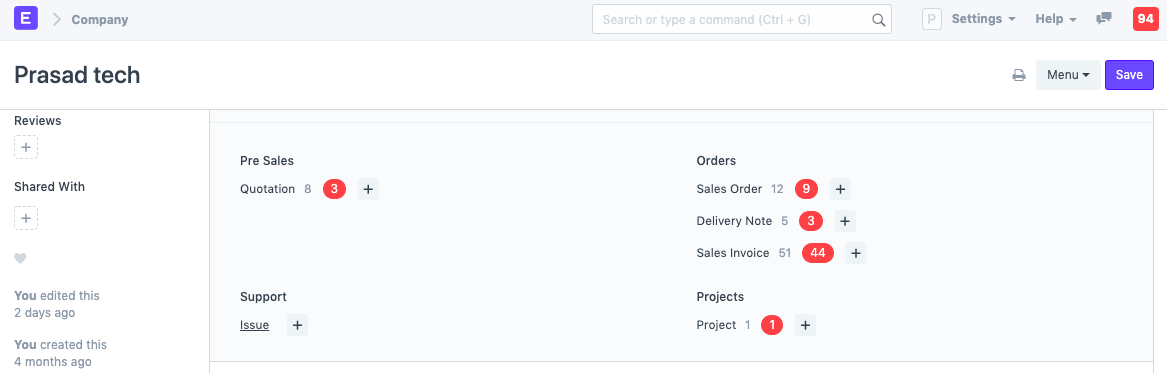 E Company Search or type a command (Ctrl + G) P Settings Help 94
Prasad tech Menu Save
Reviews
+
Shared With
+
You edited this
2 days ago
You created this
4 months ago
Pre Sales
Quotation 8 3 +
Orders
Sales Order 12 9 +
Delivery Note 5 3 +
Sales Invoice 51 44 +
Support
Issue +
Projects
Project 1 1 +